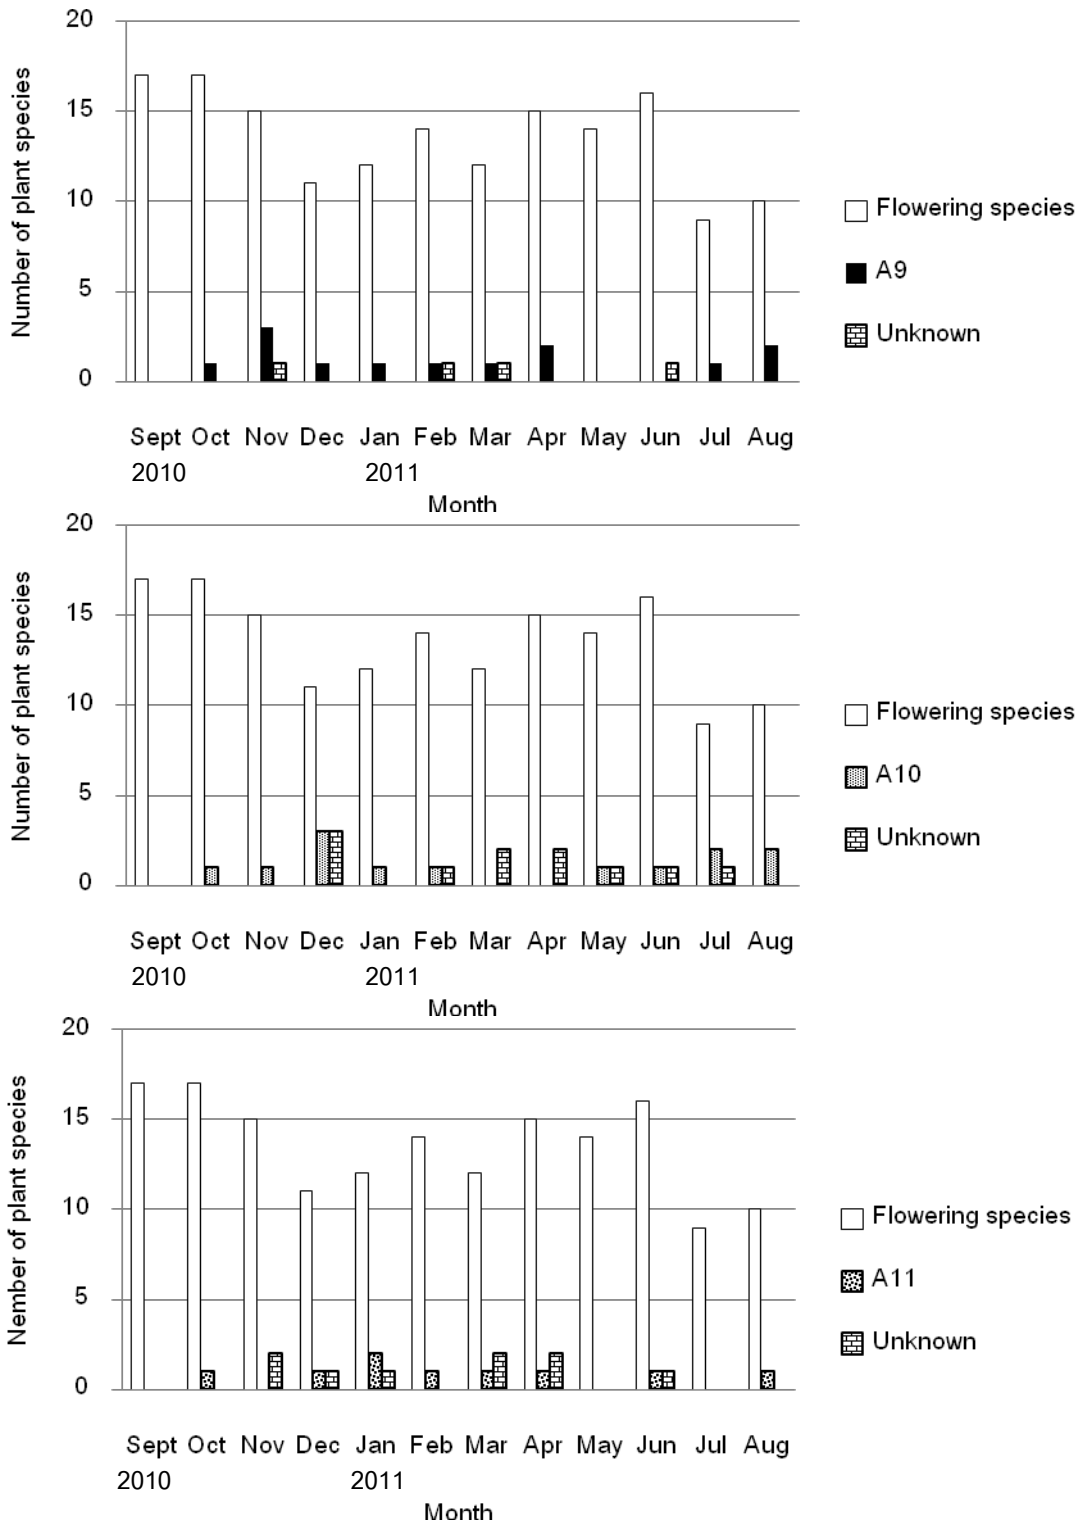 20
15
10
5
0
Number of plant species
Sept Oct Nov Dec Jan Feb Mar Apr May Jun Jul Aug
2010 2011
Month
Flowering species
A9
Unknown
20
15
10
5
0
Number of plant species
Sept Oct Nov Dec Jan Feb Mar Apr May Jun Jul Aug
2010 2011
Month
Flowering species
A10
Unknown
20
15
10
5
0
Nember of plant species
Sept Oct Nov Dec Jan Feb Mar Apr May Jun Jul Aug
2010 2011
Month
Flowering species
A11
Unknown